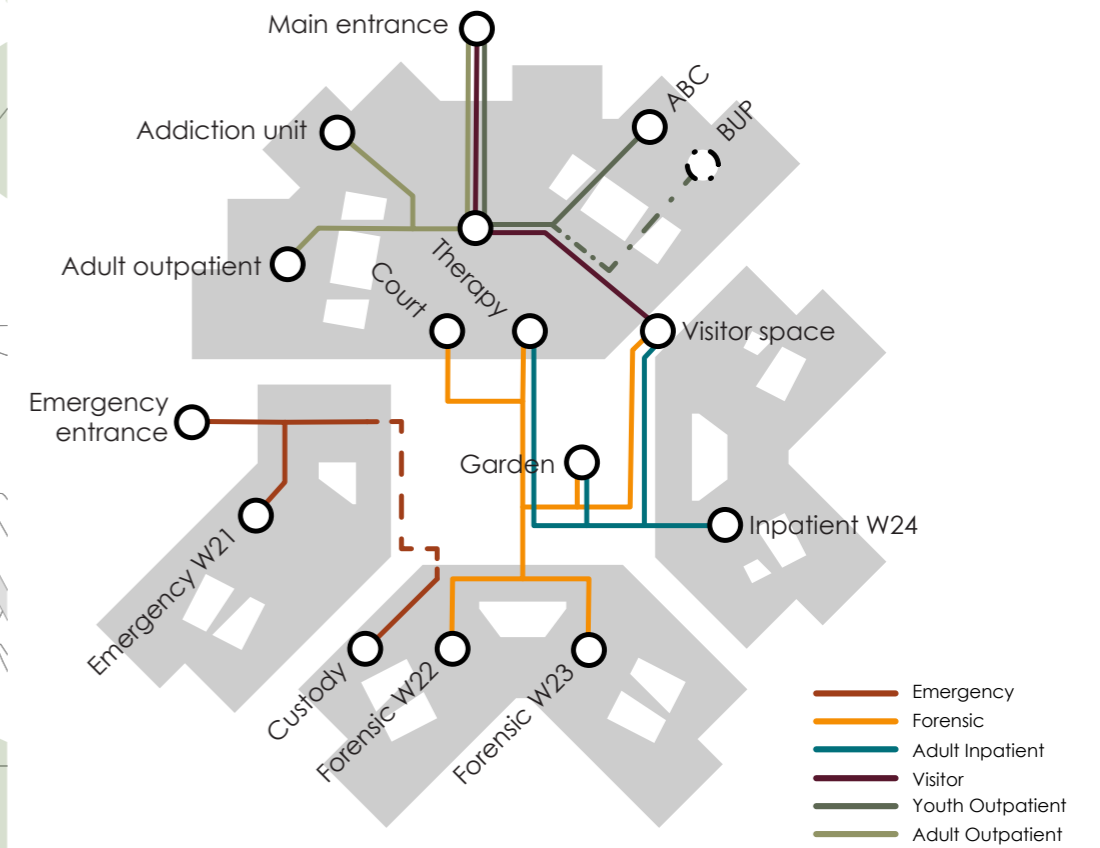 Main entrance
ABC
BUP
Addiction unit
Adult outpatient
Therapy
Court
Visitor space
Emergency
entrance
Garden
Inpatient W24
Emergency W21
Custody
Forensic W22
Forensic W23
Emergency
Forensic
Adult Inpatient
Visitor
Youth Outpatient
Adult Outpatient